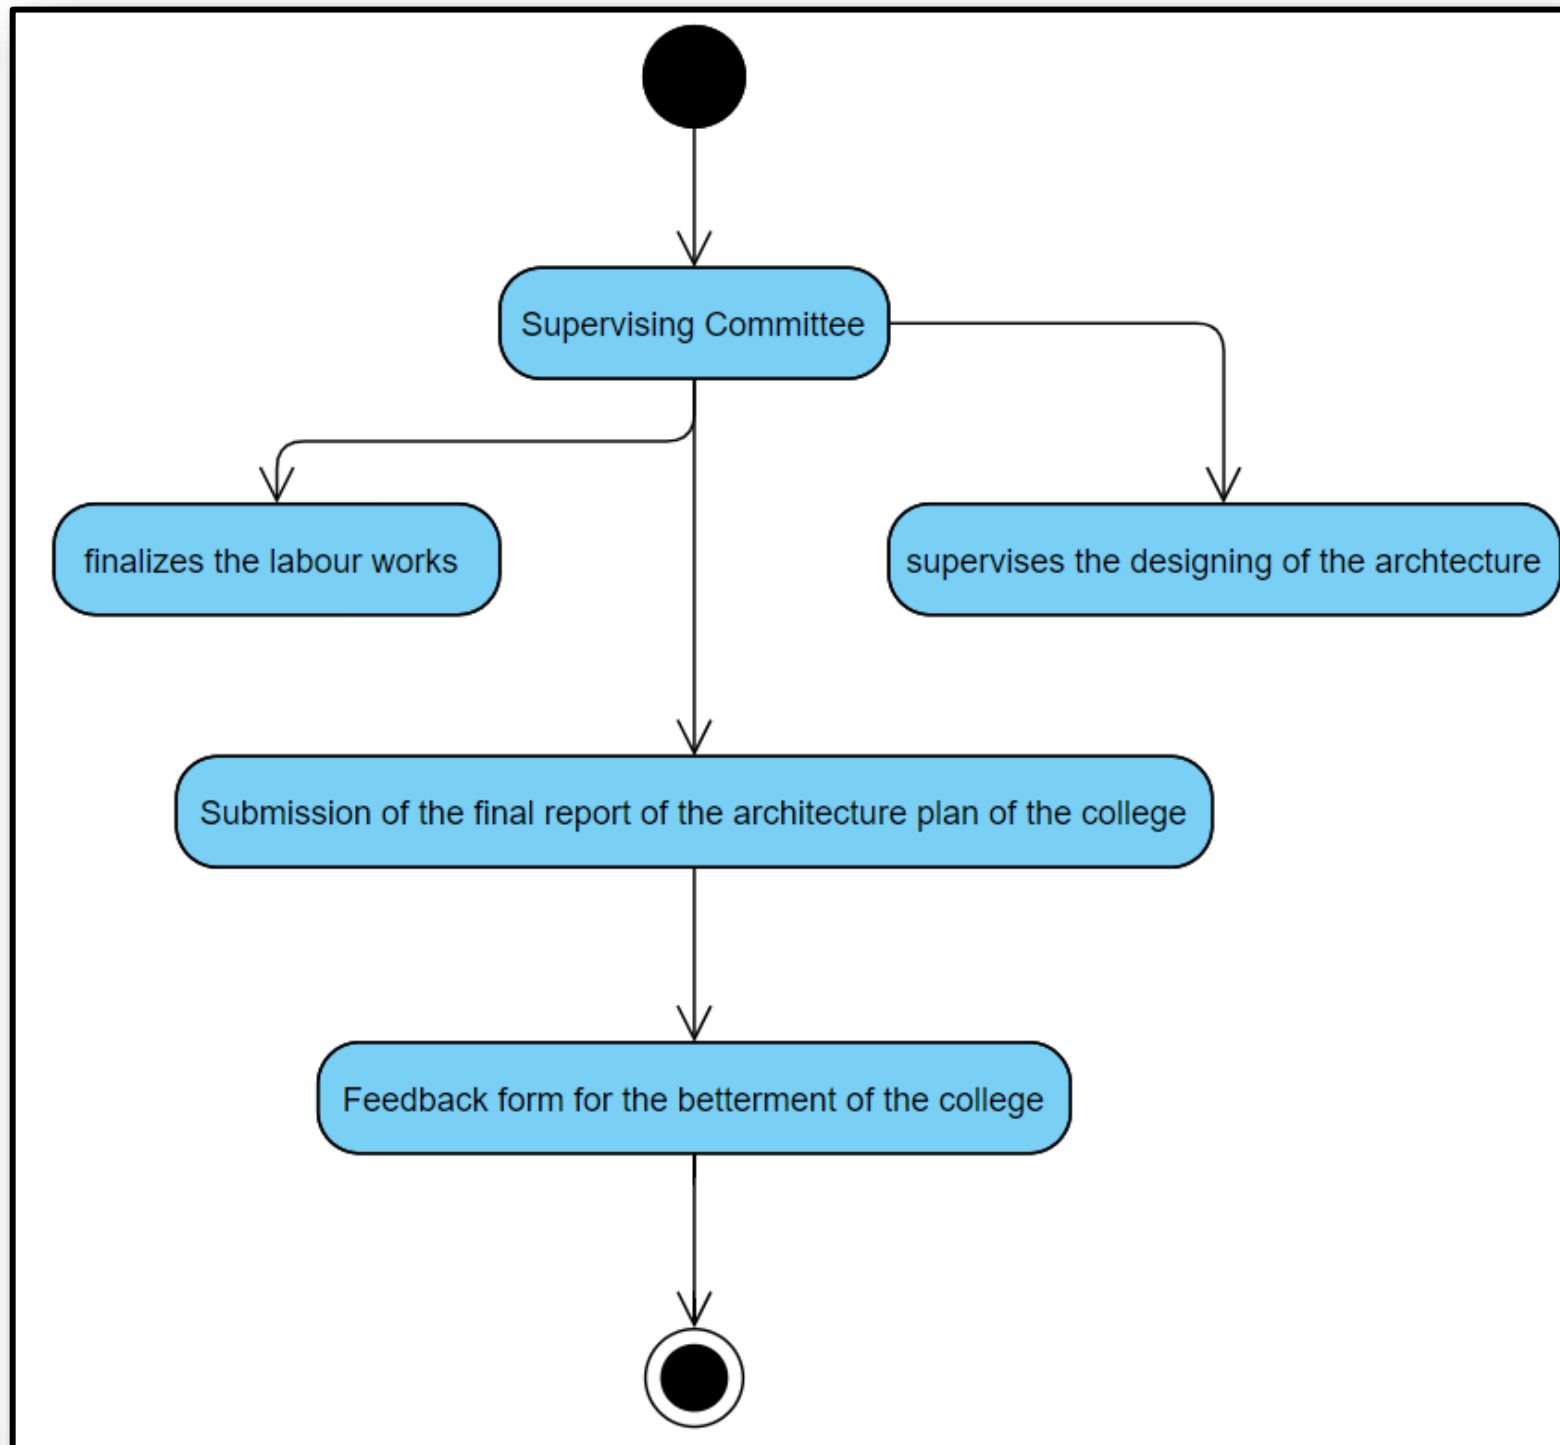 Supervising Committee
finalizes the labour works
supervises the designing of the archtecture
Submission of the final report of the architecture plan of the college
Feedback form for the betterment of the college